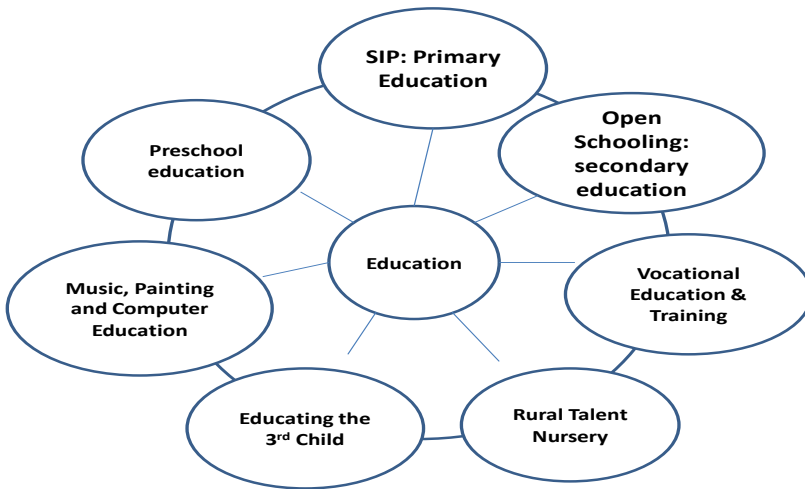 SIP: Primary
Education
Open
Schooling:
secondary
education
Preschool
education
Education
Vocational
Education &
Training
Music, Painting
and Computer
Education
Educating the
3rd Child
Rural Talent
Nursery